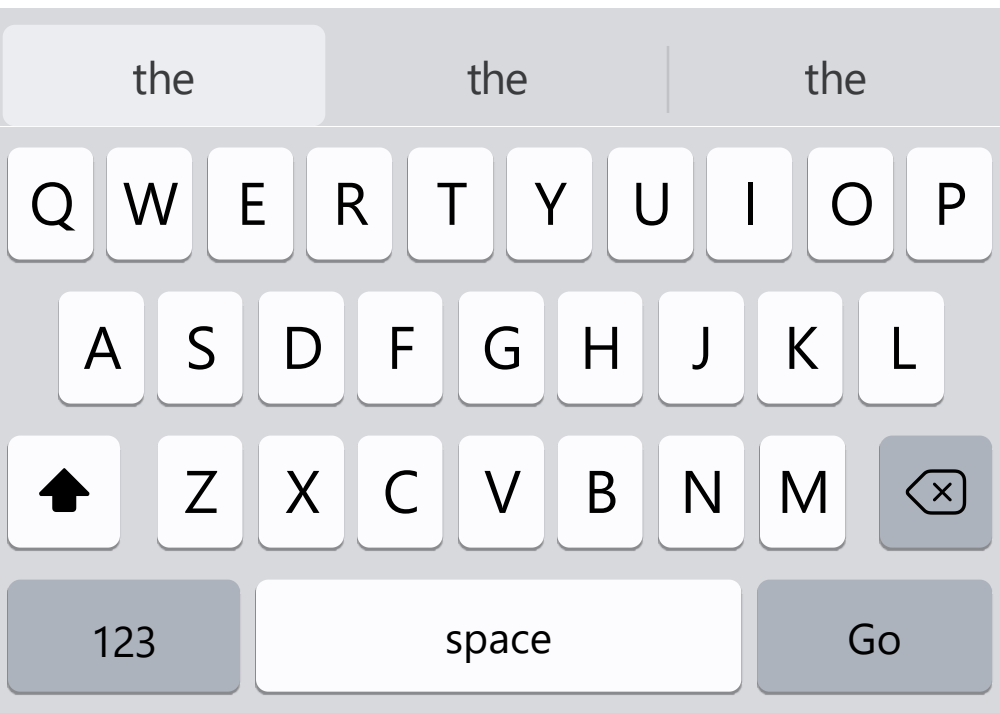 the the the
Q W E R T Y U I O P
A S D F G H J K L
Z X C V B N M
123 space Go